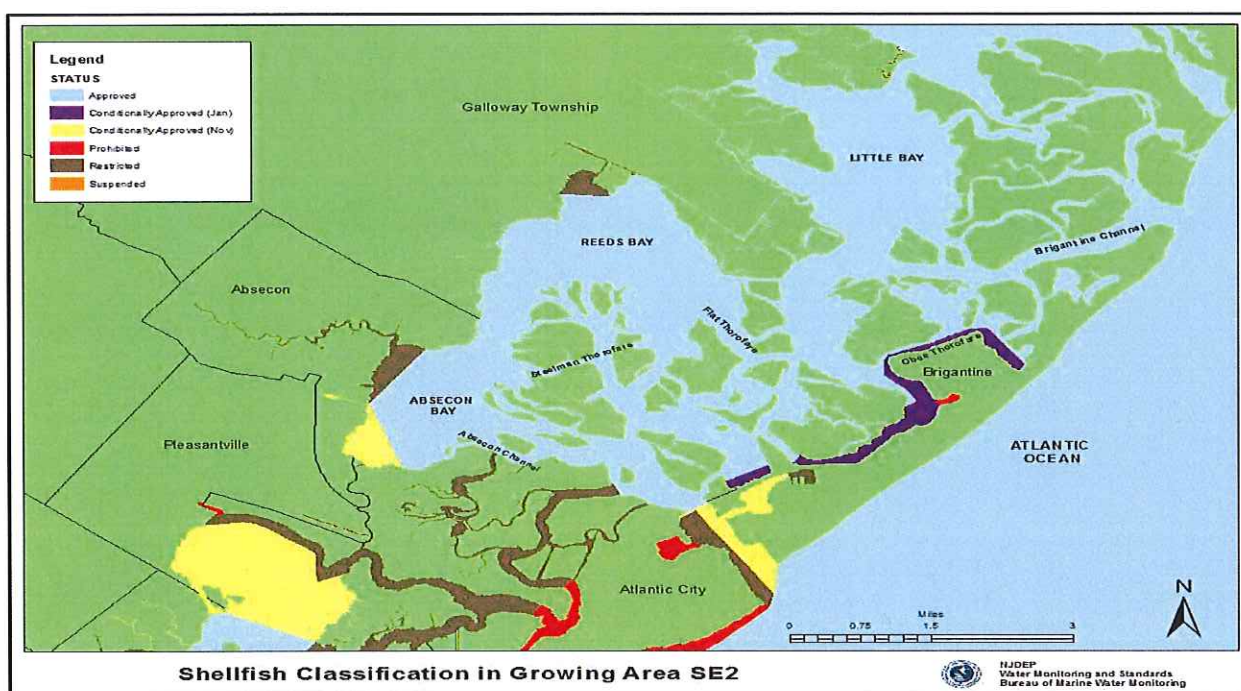 Legend
STATUS
Approved
Conditionally Approved (Jan)
Conditionally Approved (Nov)
Prohibited
Restricted
Suspended
Galloway Township
LITTLE BAY
REEDS BAY
Brigantine Channel
Absecon
Flat Thorofare
Obes Thorofare
Steelman Thorofare
Brigantine
ABSECON
BAY
Pleasantville
Absecon Channel
ATLANTIC
OCEAN
Atlantic City
N
Miles
0 0.75 1.5 3
Shellfish Classification in Growing Area SE2
NJDEP
Water Monitoring and Standards
Bureau of Marine Water Monitoring